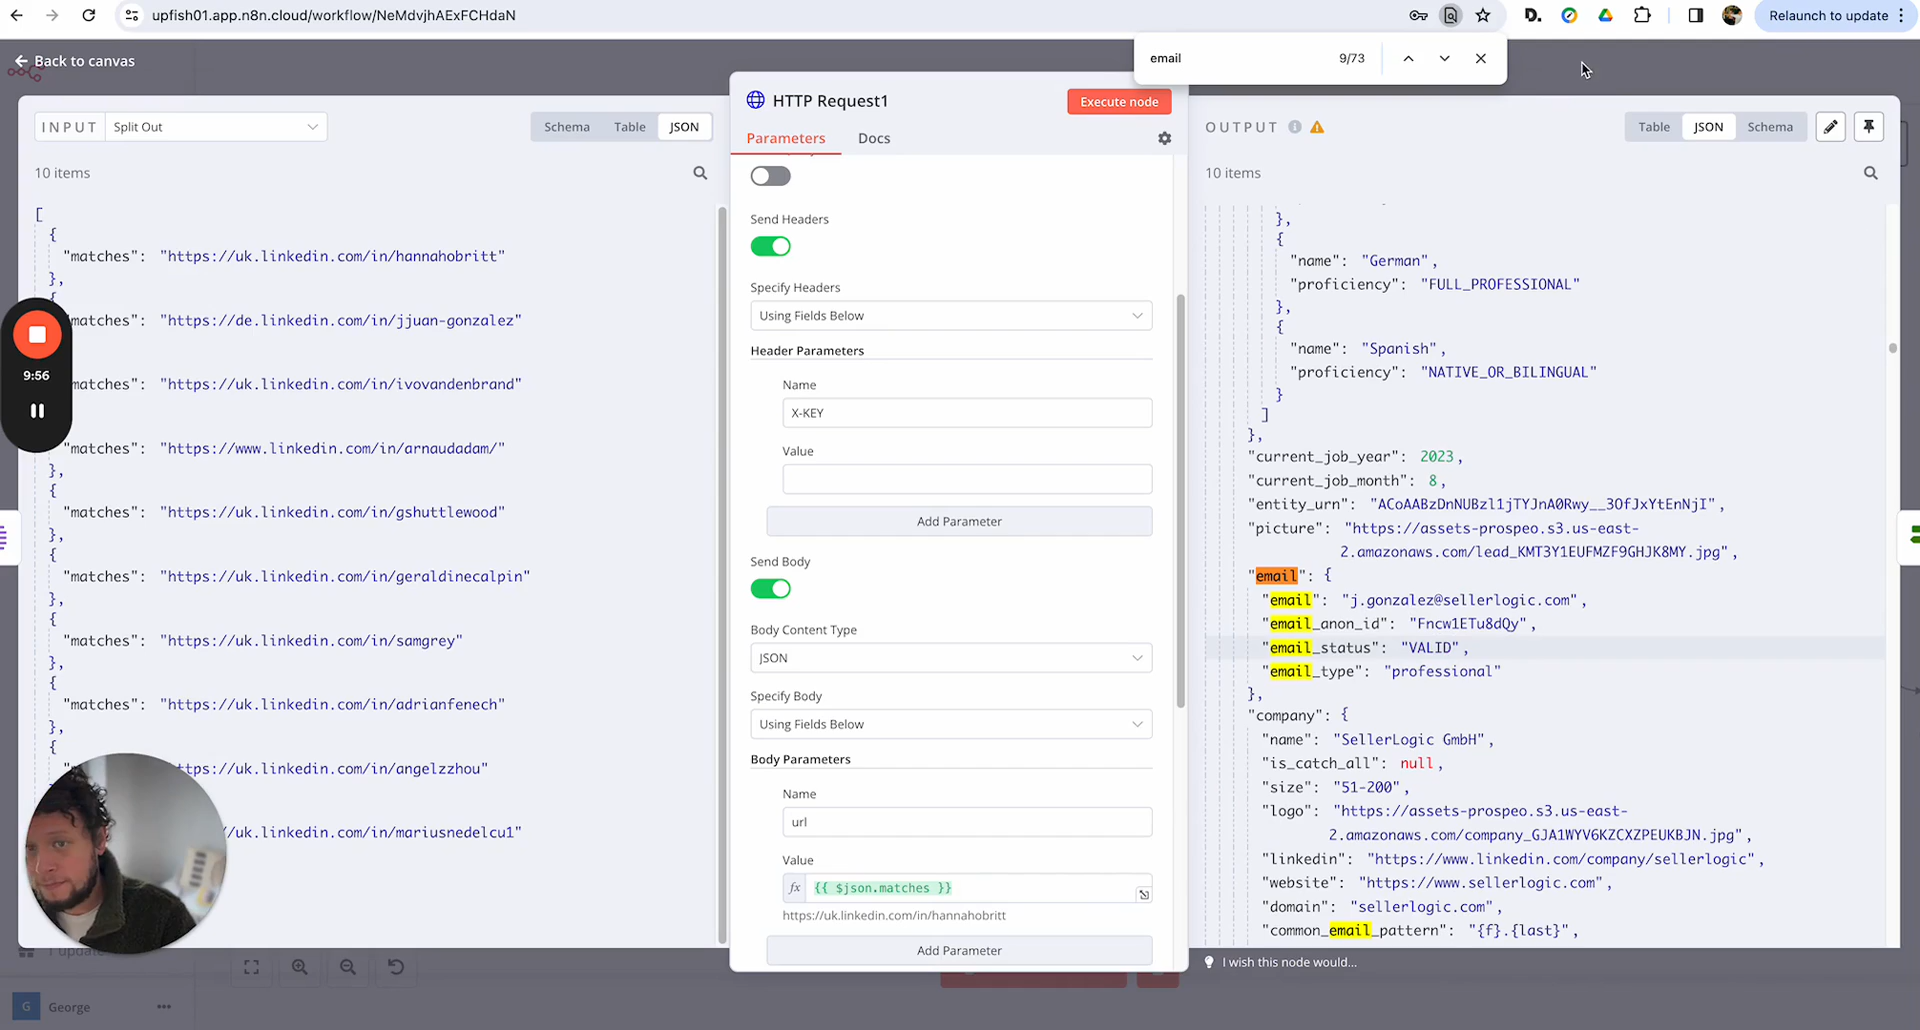 upfish01.app.n8n.cloud/workflow/NeMdvjhAExFCHdaN
D.
Relaunch to update
email
9/73
Back to canvas
INPUT
Split Out
Schema
Table
JSON
10 items
[
{
"matches": "https://uk.linkedin.com/in/hannahobritt"
},
{
matches": "https://de.linkedin.com/in/jjuan-gonzalez"
matches": "https://uk.linkedin.com/in/ivovandenbrand"
matches": "https://www.linkedin.com/in/arnaudadam/"
},
{
"matches": "https://uk.linkedin.com/in/gshuttlewood"
},
{
"matches": "https://uk.linkedin.com/in/geraldinecalpin"
},
{
"matches": "https://uk.linkedin.com/in/samgrey"
},
{
"matches": "https://uk.linkedin.com/in/adrianfenech"
},
{
ttps://uk.linkedin.com/in/angelzzhou"
//uk.linkedin.com/in/mariusnedelcu1"
9:56
George
G
HTTP Request1
Execute node
Parameters
Docs
Send Headers
Specify Headers
Using Fields Below
Header Parameters
Name
X-KEY
Value
Add Parameter
Send Body
Body Content Type
JSON
Specify Body
Using Fields Below
Body Parameters
Name
url
Value
fx
{{ $json.matches }}
https://uk.linkedin.com/in/hannahobritt
Add Parameter
OUTPUT
Table
JSON
Schema
10 items
},
{
"name": "German",
"proficiency": "FULL_PROFESSIONAL"
},
{
"name": "Spanish",
"proficiency": "NATIVE_OR_BILINGUAL"
}
]
},
"current_job_year": 2023,
"current_job_month": 8,
"entity_urn": "ACoAABzDnNUBzl1jTYJnA0Rwy__3OfJxYtEnNjI",
"picture": "https://assets-prospeo.s3.us-east-
2.amazonaws.com/lead_KMT3Y1EUFMZF9GHJK8MY.jpg",
"email": {
"email": "j.gonzalez@sellerlogic.com",
"email_anon_id": "Fncw1ETu8dQy",
"email_status": "VALID",
"email_type": "professional"
},
"company": {
"name": "SellerLogic GmbH",
"is_catch_all": null,
"size": "51-200",
"logo": "https://assets-prospeo.s3.us-east-
2.amazonaws.com/company_GJA1WYV6KZCXZPEUKBJN.jpg",
"linkedin": "https://www.linkedin.com/company/sellerlogic",
"website": "https://www.sellerlogic.com",
"domain": "sellerlogic.com",
"common_email_pattern": "{f}.{last}",
I wish this node would...